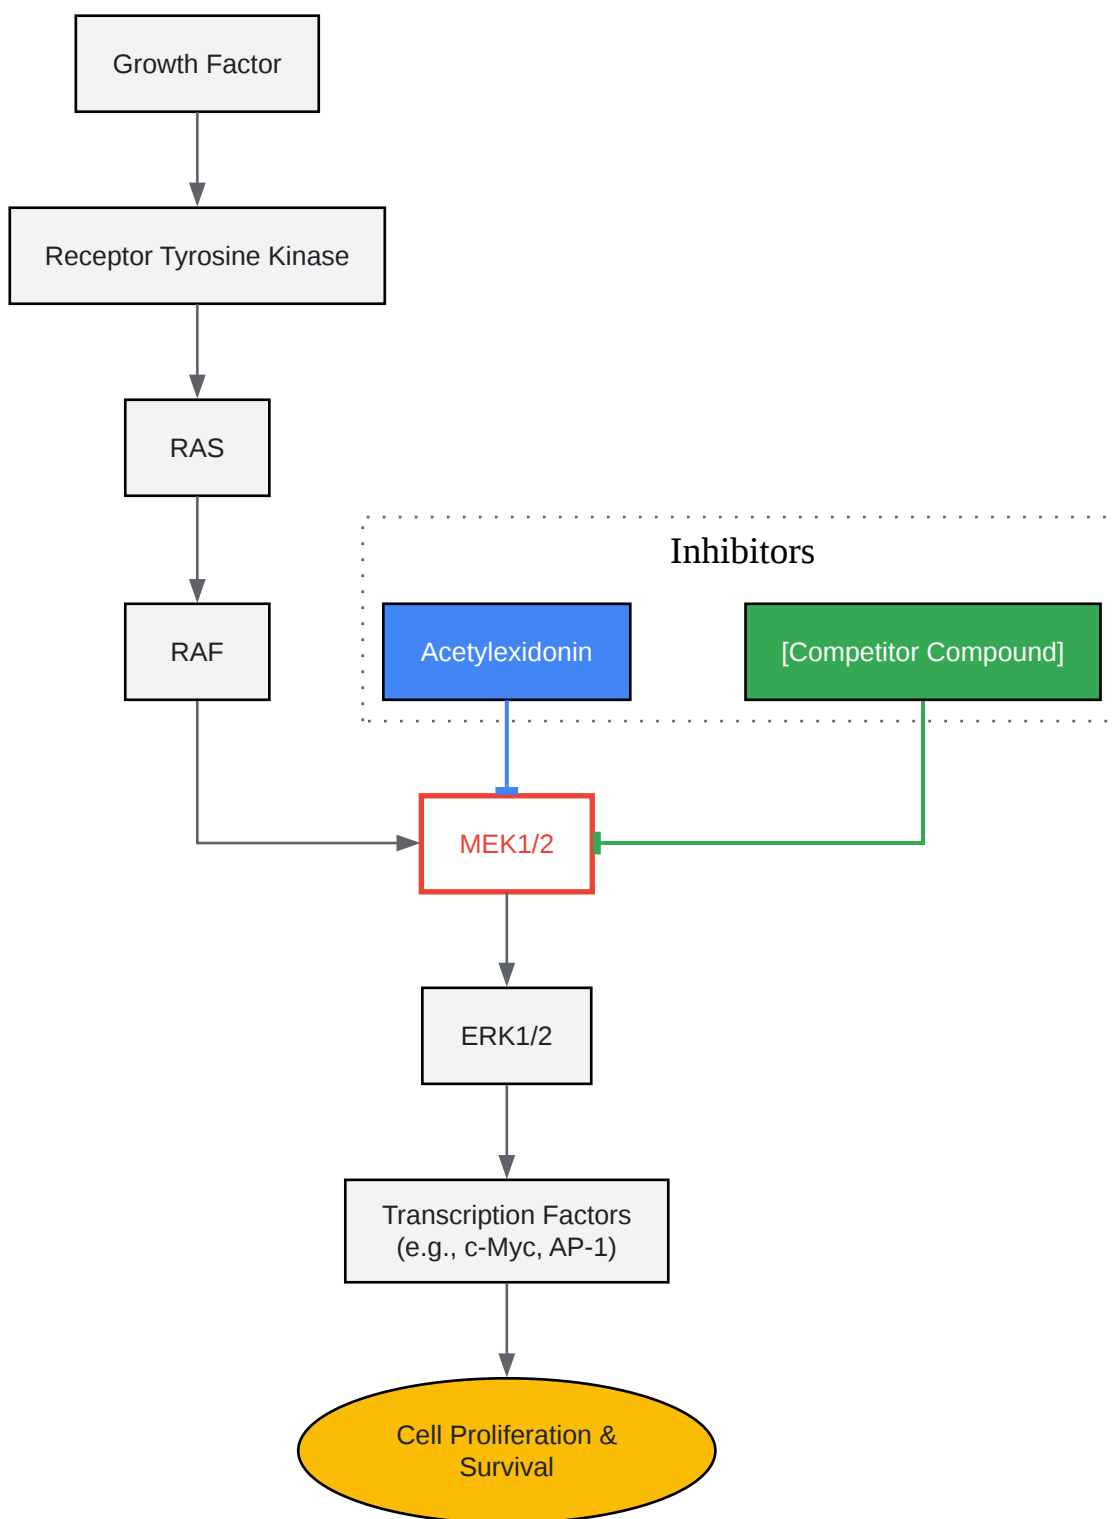 Growth Factor
Receptor Tyrosine Kinase
RAS
Inhibitors
RAF
Acetylexidonin
[Competitor Compound]
MEK1/2
ERK1/2
Transcription Factors
(e.g., c-Myc, AP-1)
Cell Proliferation &
Survival